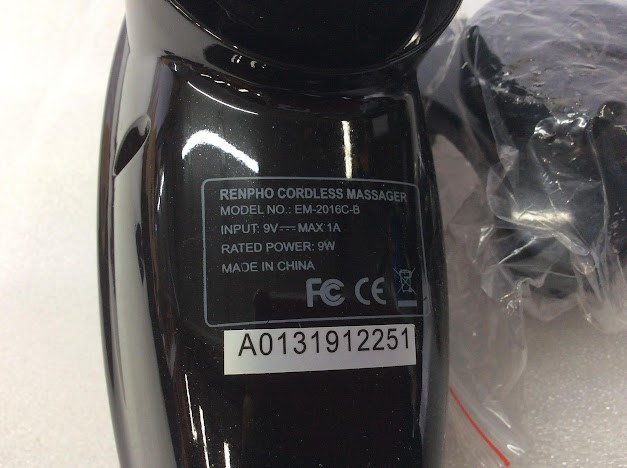 RENPHO CORDLESS MASSAGER
MODEL NO.: EM-2016C-B
INPUT: 9V⎓MAX 1A
RATED POWER: 9W
MADE IN CHINA
FC CE
A0131912251